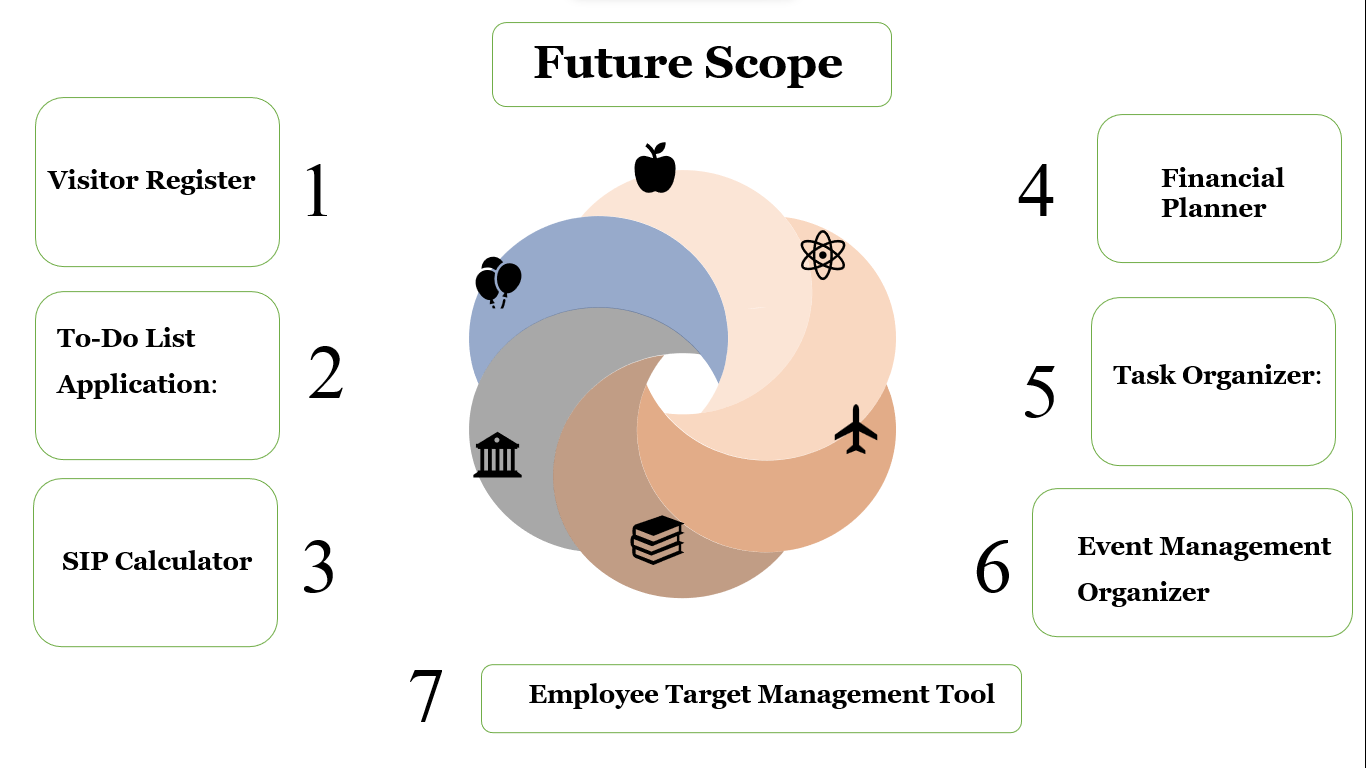 Future Scope
Visitor Register
1
To-Do List
Application:
2
SIP Calculator
3
4
Financial
Planner
5
Task Organizer:
6
Event Management
Organizer
7
Employee Target Management Tool